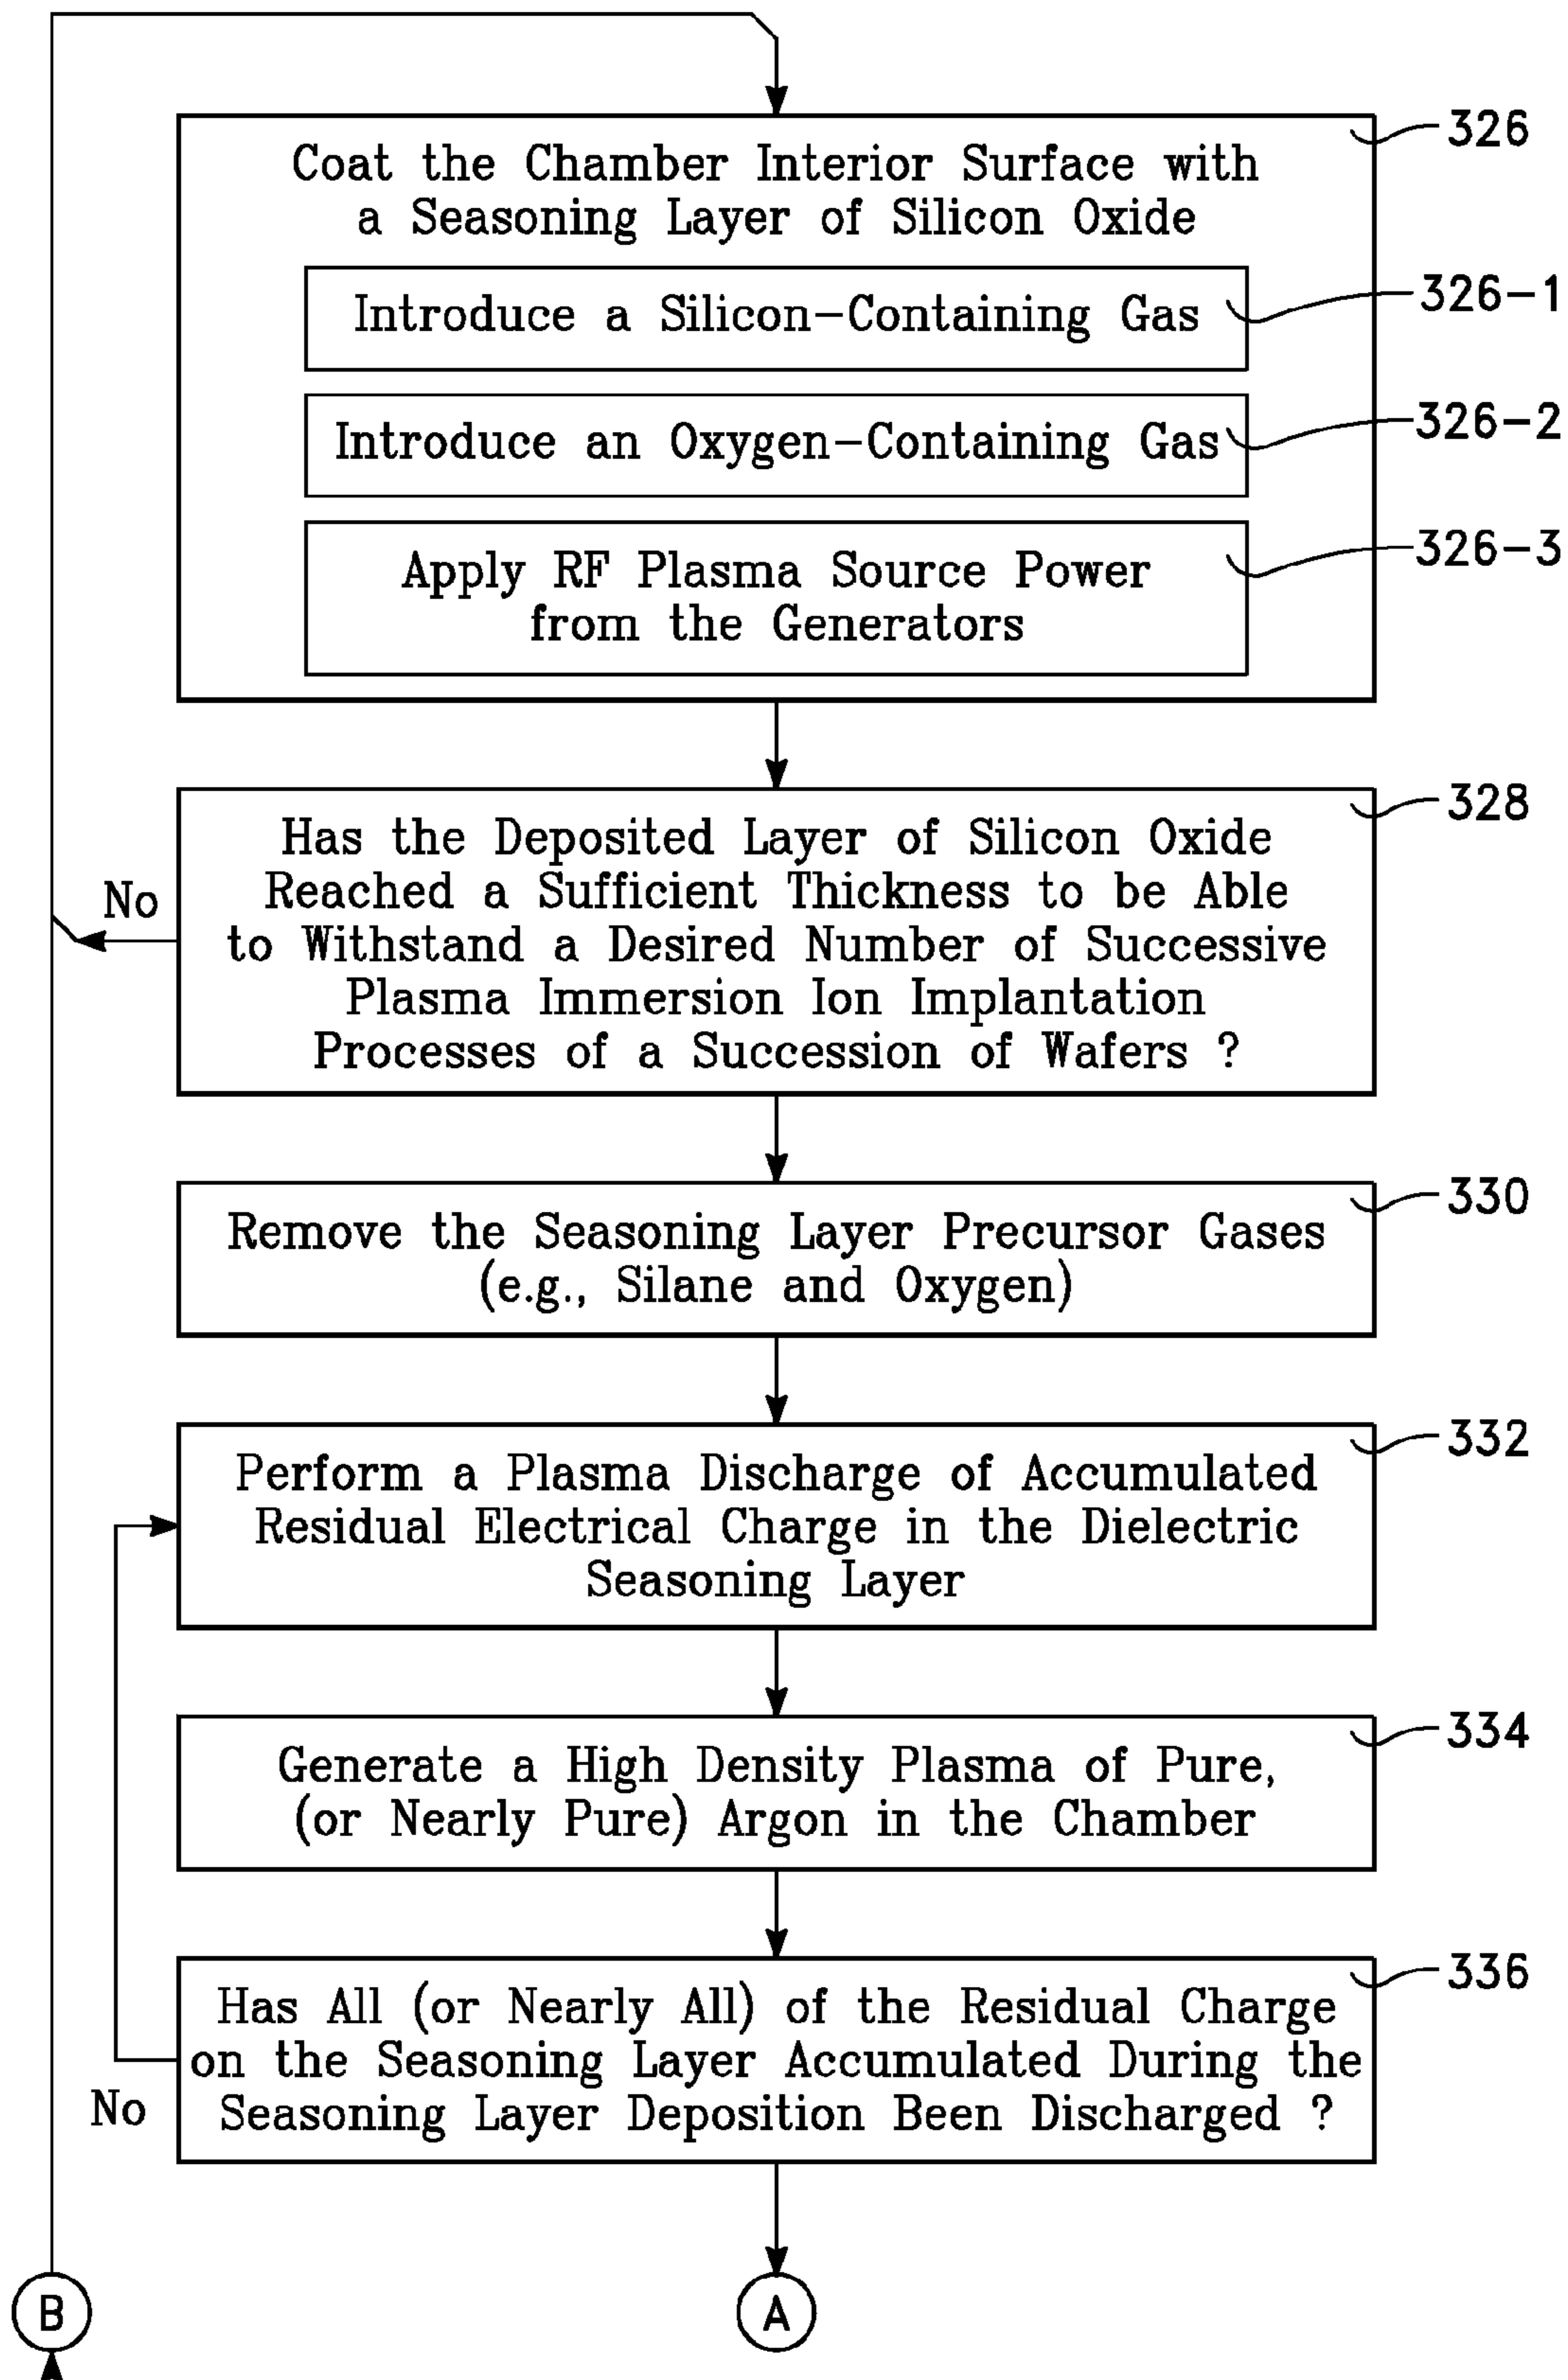 326
Coat the Chamber Interior Surface with
a Seasoning Layer of Silicon Oxide
Introduce a Silicon-Containing Gas
326-1
Introduce an Oxygen-Containing Gas
326-2
Apply RF Plasma Source Power
from the Generators
326-3
328
Has the Deposited Layer of Silicon Oxide
Reached a Sufficient Thickness to be Able
to Withstand a Desired Number of Successive
Plasma Immersion Ion Implantation
Processes of a Succession of Wafers ?
No
330
Remove the Seasoning Layer Precursor Gases
(e.g., Silane and Oxygen)
332
Perform a Plasma Discharge of Accumulated
Residual Electrical Charge in the Dielectric
Seasoning Layer
334
Generate a High Density Plasma of Pure,
(or Nearly Pure) Argon in the Chamber
336
Has All (or Nearly All) of the Residual Charge
on the Seasoning Layer Accumulated During the
Seasoning Layer Deposition Been Discharged ?
No
B
A